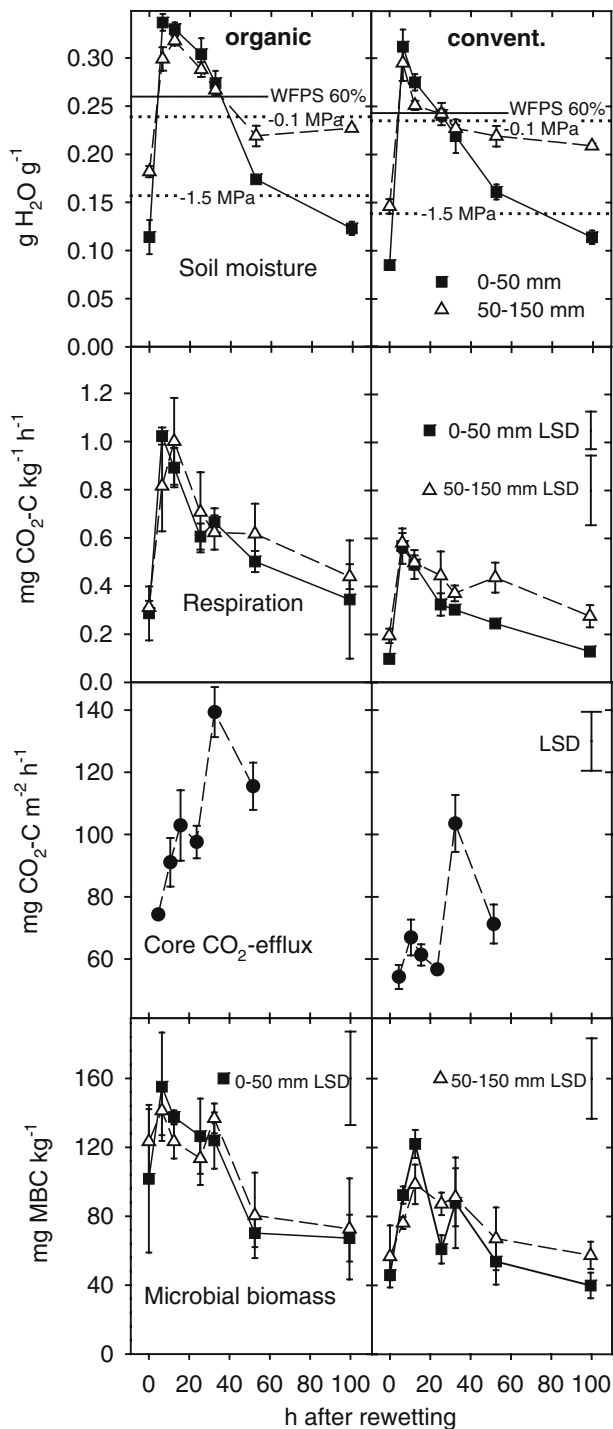 organic
convent.
0.30
0.25
0.20
0.15
0.10
0.05
0.00
g H₂O g⁻¹
WFPS 60%
-0.1 MPa
-1.5 MPa
Soil moisture
WFPS 60%
-0.1 MPa
-1.5 MPa
0-50 mm
50-150 mm
1.2
1.0
0.8
0.6
0.4
0.2
0.0
mg CO₂-C kg⁻¹ h⁻¹
Respiration
0-50 mm LSD
50-150 mm LSD
140
120
100
80
60
mg CO₂-C m⁻² h⁻¹
Core CO₂-efflux
LSD
160
120
80
40
0
mg MBC kg⁻¹
0-50 mm LSD
Microbial biomass
50-150 mm LSD
0 20 40 60 80 100
0 20 40 60 80 100
h after rewetting